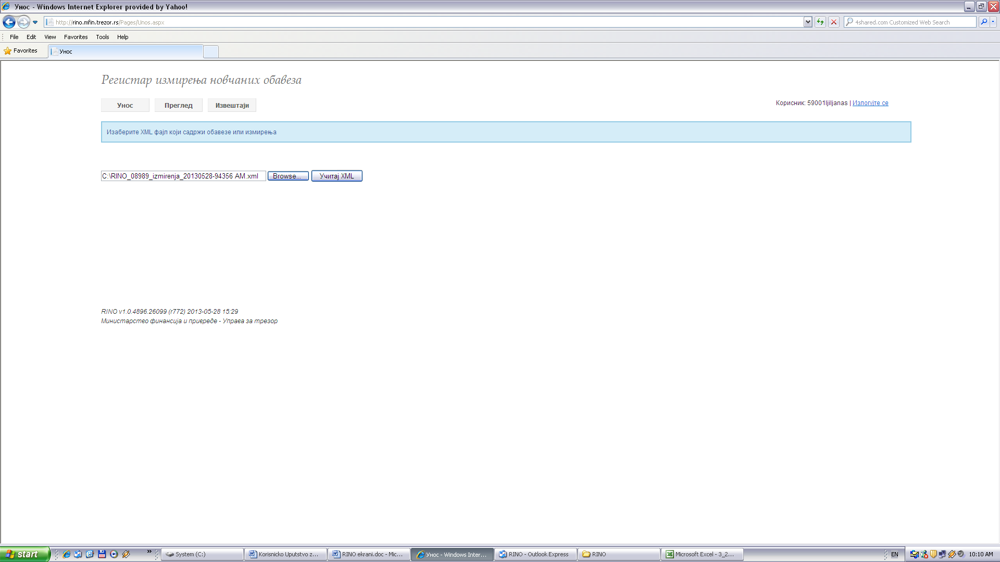 Унос - Windows Internet Explorer provided by Yahoo!
http://rino.mfin.trezor.rs/Pages/Unos.aspx
4shared.com Customized Web Search
File Edit View Favorites Tools Help
Favorites
Унос
Регистар измирења новчаних обавеза
Унос Преглед Извештаји
Корисник: 59001ljiljanas | Излогујте се
Изаберите XML фајл који садржи обавезе или измирења
C:\RINO_08989_izmirenja_20130528-94356 AM.xml Browse... Учитај XML
RINO v1.0.4896.26099 (r772) 2013-05-28 15:29
Министарство финансија и привреде - Управа за трезор
start » System (C:) Korisnicko Uputstvo z... RINO ekrani.doc - Mic... Унос - Windows Inter... RINO - Outlook Express RINO Microsoft Excel - 3_2... EN 10:10 AM